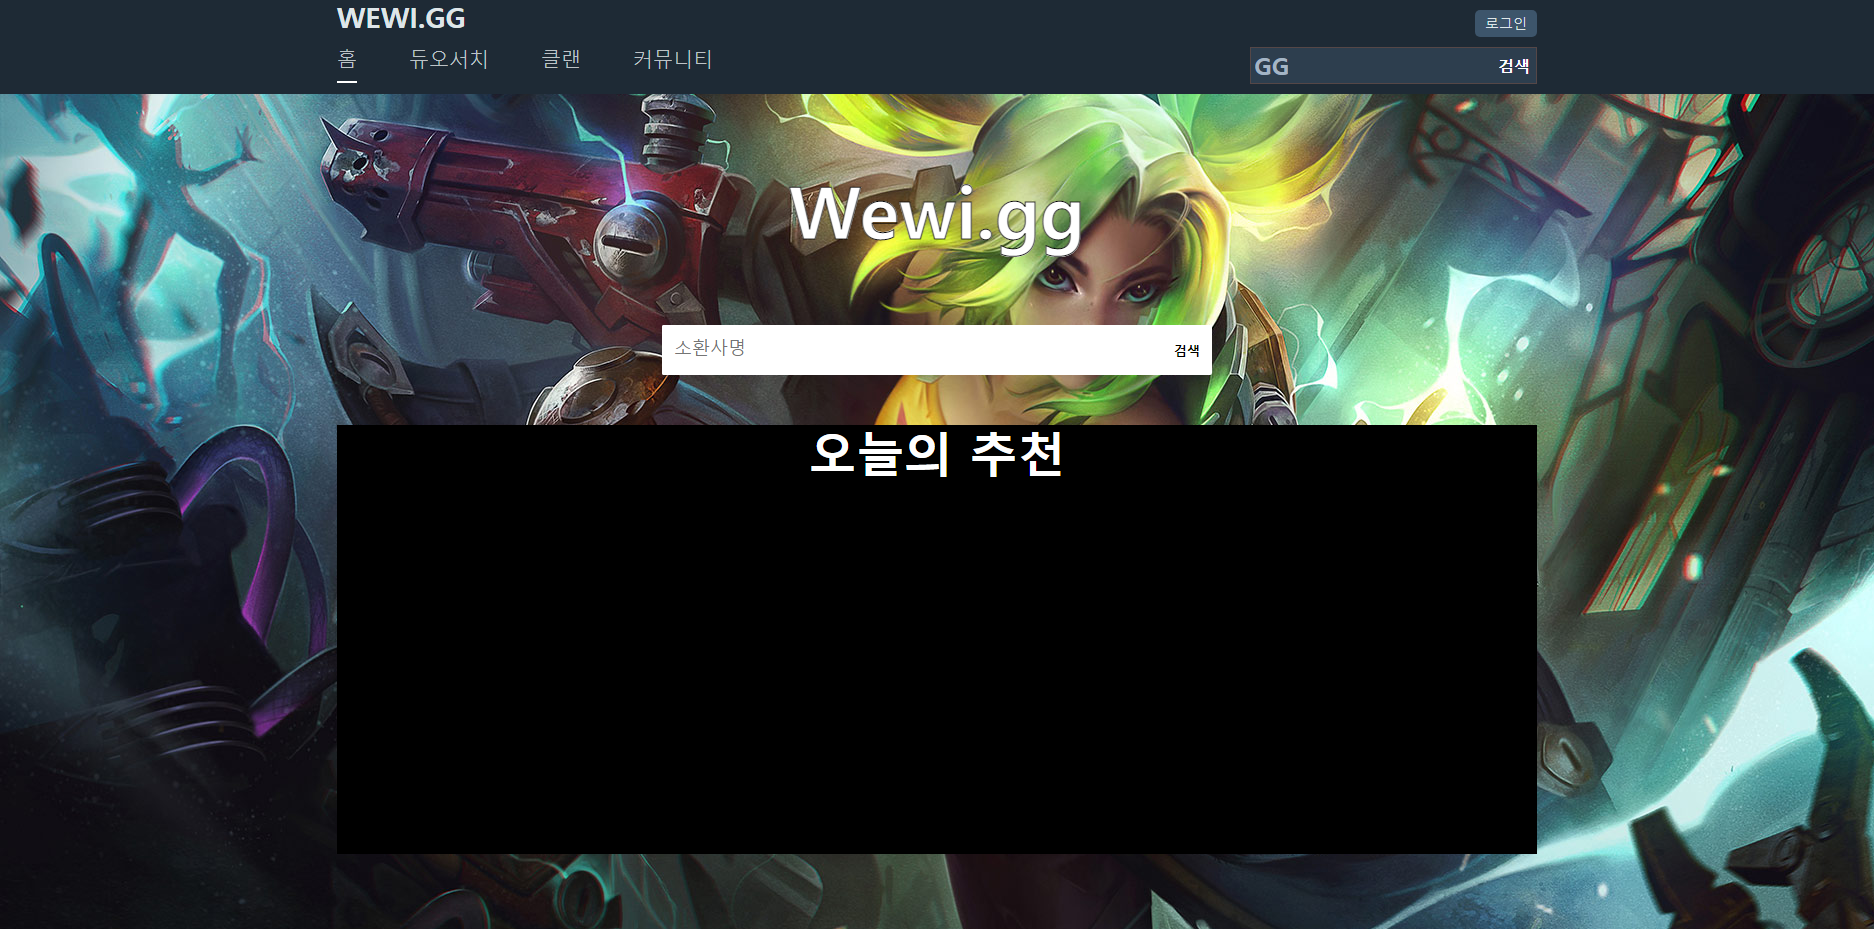 WEWI.GG
로그인
홈 듀오서치 클랜 커뮤니티
GG 검색
Wewi.gg
소환사명 검색
오늘의 추천